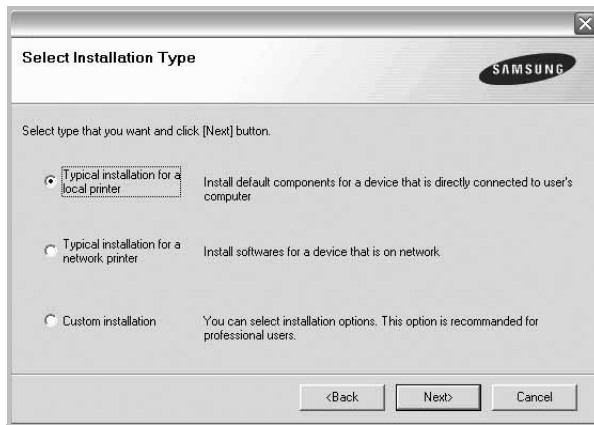 Select Installation Type
SAMSUNG
Select type that you want and click [Next] button.
Typical installation for a
local printer
Install default components for a device that is directly connected to user's
computer
Typical installation for a
network printer
Install softwares for a device that is on network
Custom installation
You can select installation options. This option is recommanded for
professional users.
<Back
Next>
Cancel